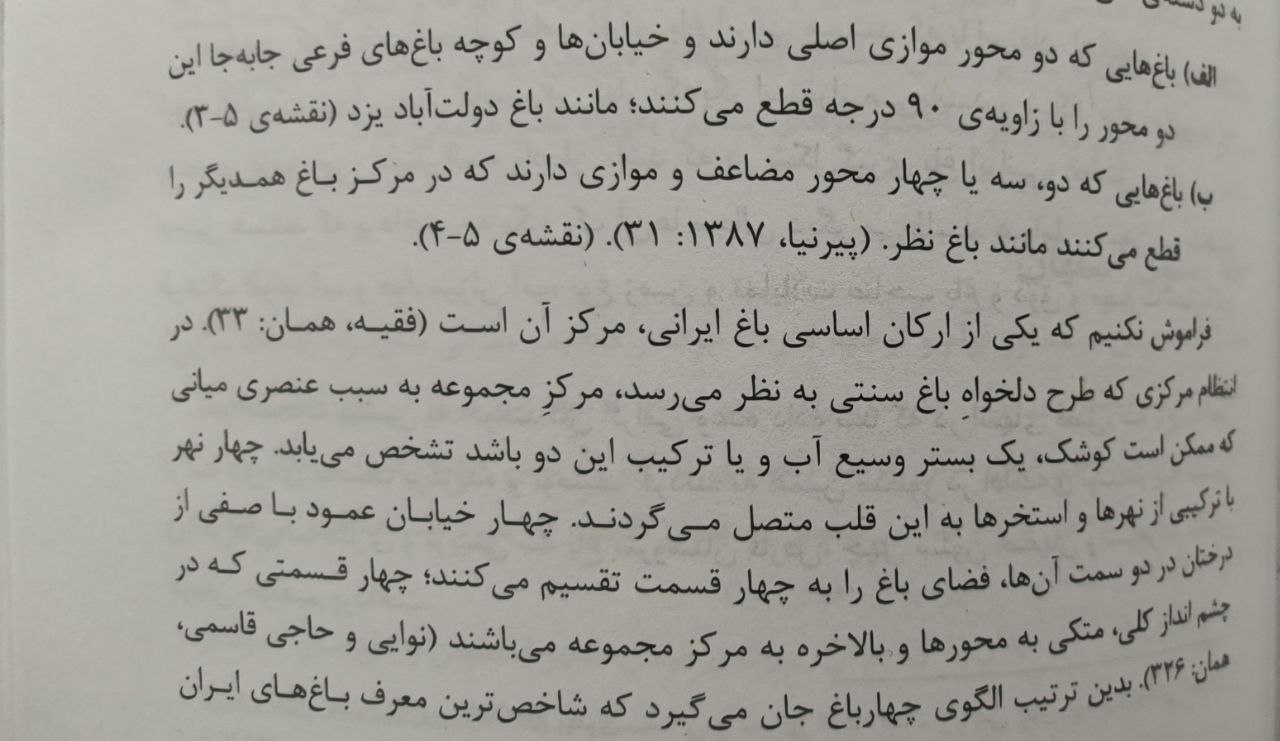 به دو دسته‌ی
الف) باغ‌هایی که دو محور موازی اصلی دارند و خیابان‌ها و کوچه باغ‌های فرعی جابه‌جا این
دو محور را با زاویه‌ی ۹۰ درجه قطع می‌کنند؛ مانند باغ دولت‌آباد یزد (نقشه‌ی ۵-۳).
ب) باغ‌هایی که دو، سه یا چهار محور مضاعف و موازی دارند که در مرکز باغ همدیگر را
قطع می‌کنند مانند باغ نظر. (پیرنیا، ۱۳۸۷: ۳۱). (نقشه‌ی ۵-۴).
فراموش نکنیم که یکی از ارکان اساسی باغ ایرانی، مرکز آن است (فقیه، همان: ۳۳). در
انتظام مرکزی که طرح دلخواهِ باغ سنتی به نظر می‌رسد، مرکزِ مجموعه به سبب عنصری میانی
که ممکن است کوشک، یک بستر وسیع آب و یا ترکیب این دو باشد تشخص می‌یابد. چهار نهر
با ترکیبی از نهرها و استخرها به این قلب متصل می‌گردند. چهار خیابان عمود با صفی از
درختان در دو سمت آن‌ها، فضای باغ را به چهار قسمت تقسیم می‌کنند؛ چهار قسمتی که در
چشم انداز کلی، متکی به محورها و بالاخره به مرکز مجموعه می‌باشند (نوایی و حاجی قاسمی،
همان: ۳۲۶). بدین ترتیب الگوی چهارباغ جان می‌گیرد که شاخص‌ترین معرف باغ‌های ایران